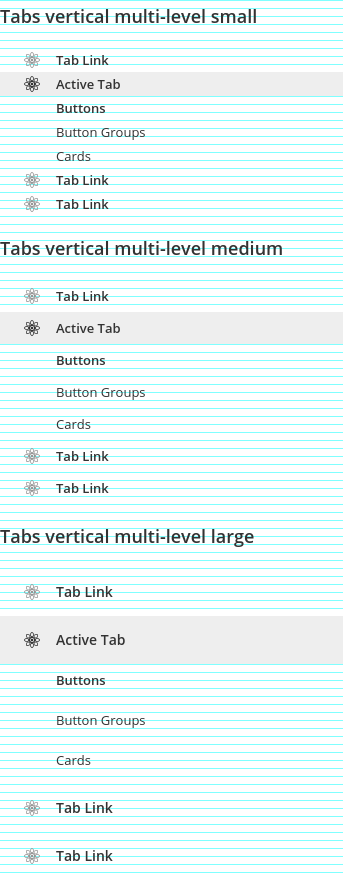 Tabs vertical multi-level small
Tab Link
Active Tab
Buttons
Button Groups
Cards
Tab Link
Tab Link
Tabs vertical multi-level medium
Tab Link
Active Tab
Buttons
Button Groups
Cards
Tab Link
Tab Link
Tabs vertical multi-level large
Tab Link
Active Tab
Buttons
Button Groups
Cards
Tab Link
Tab Link